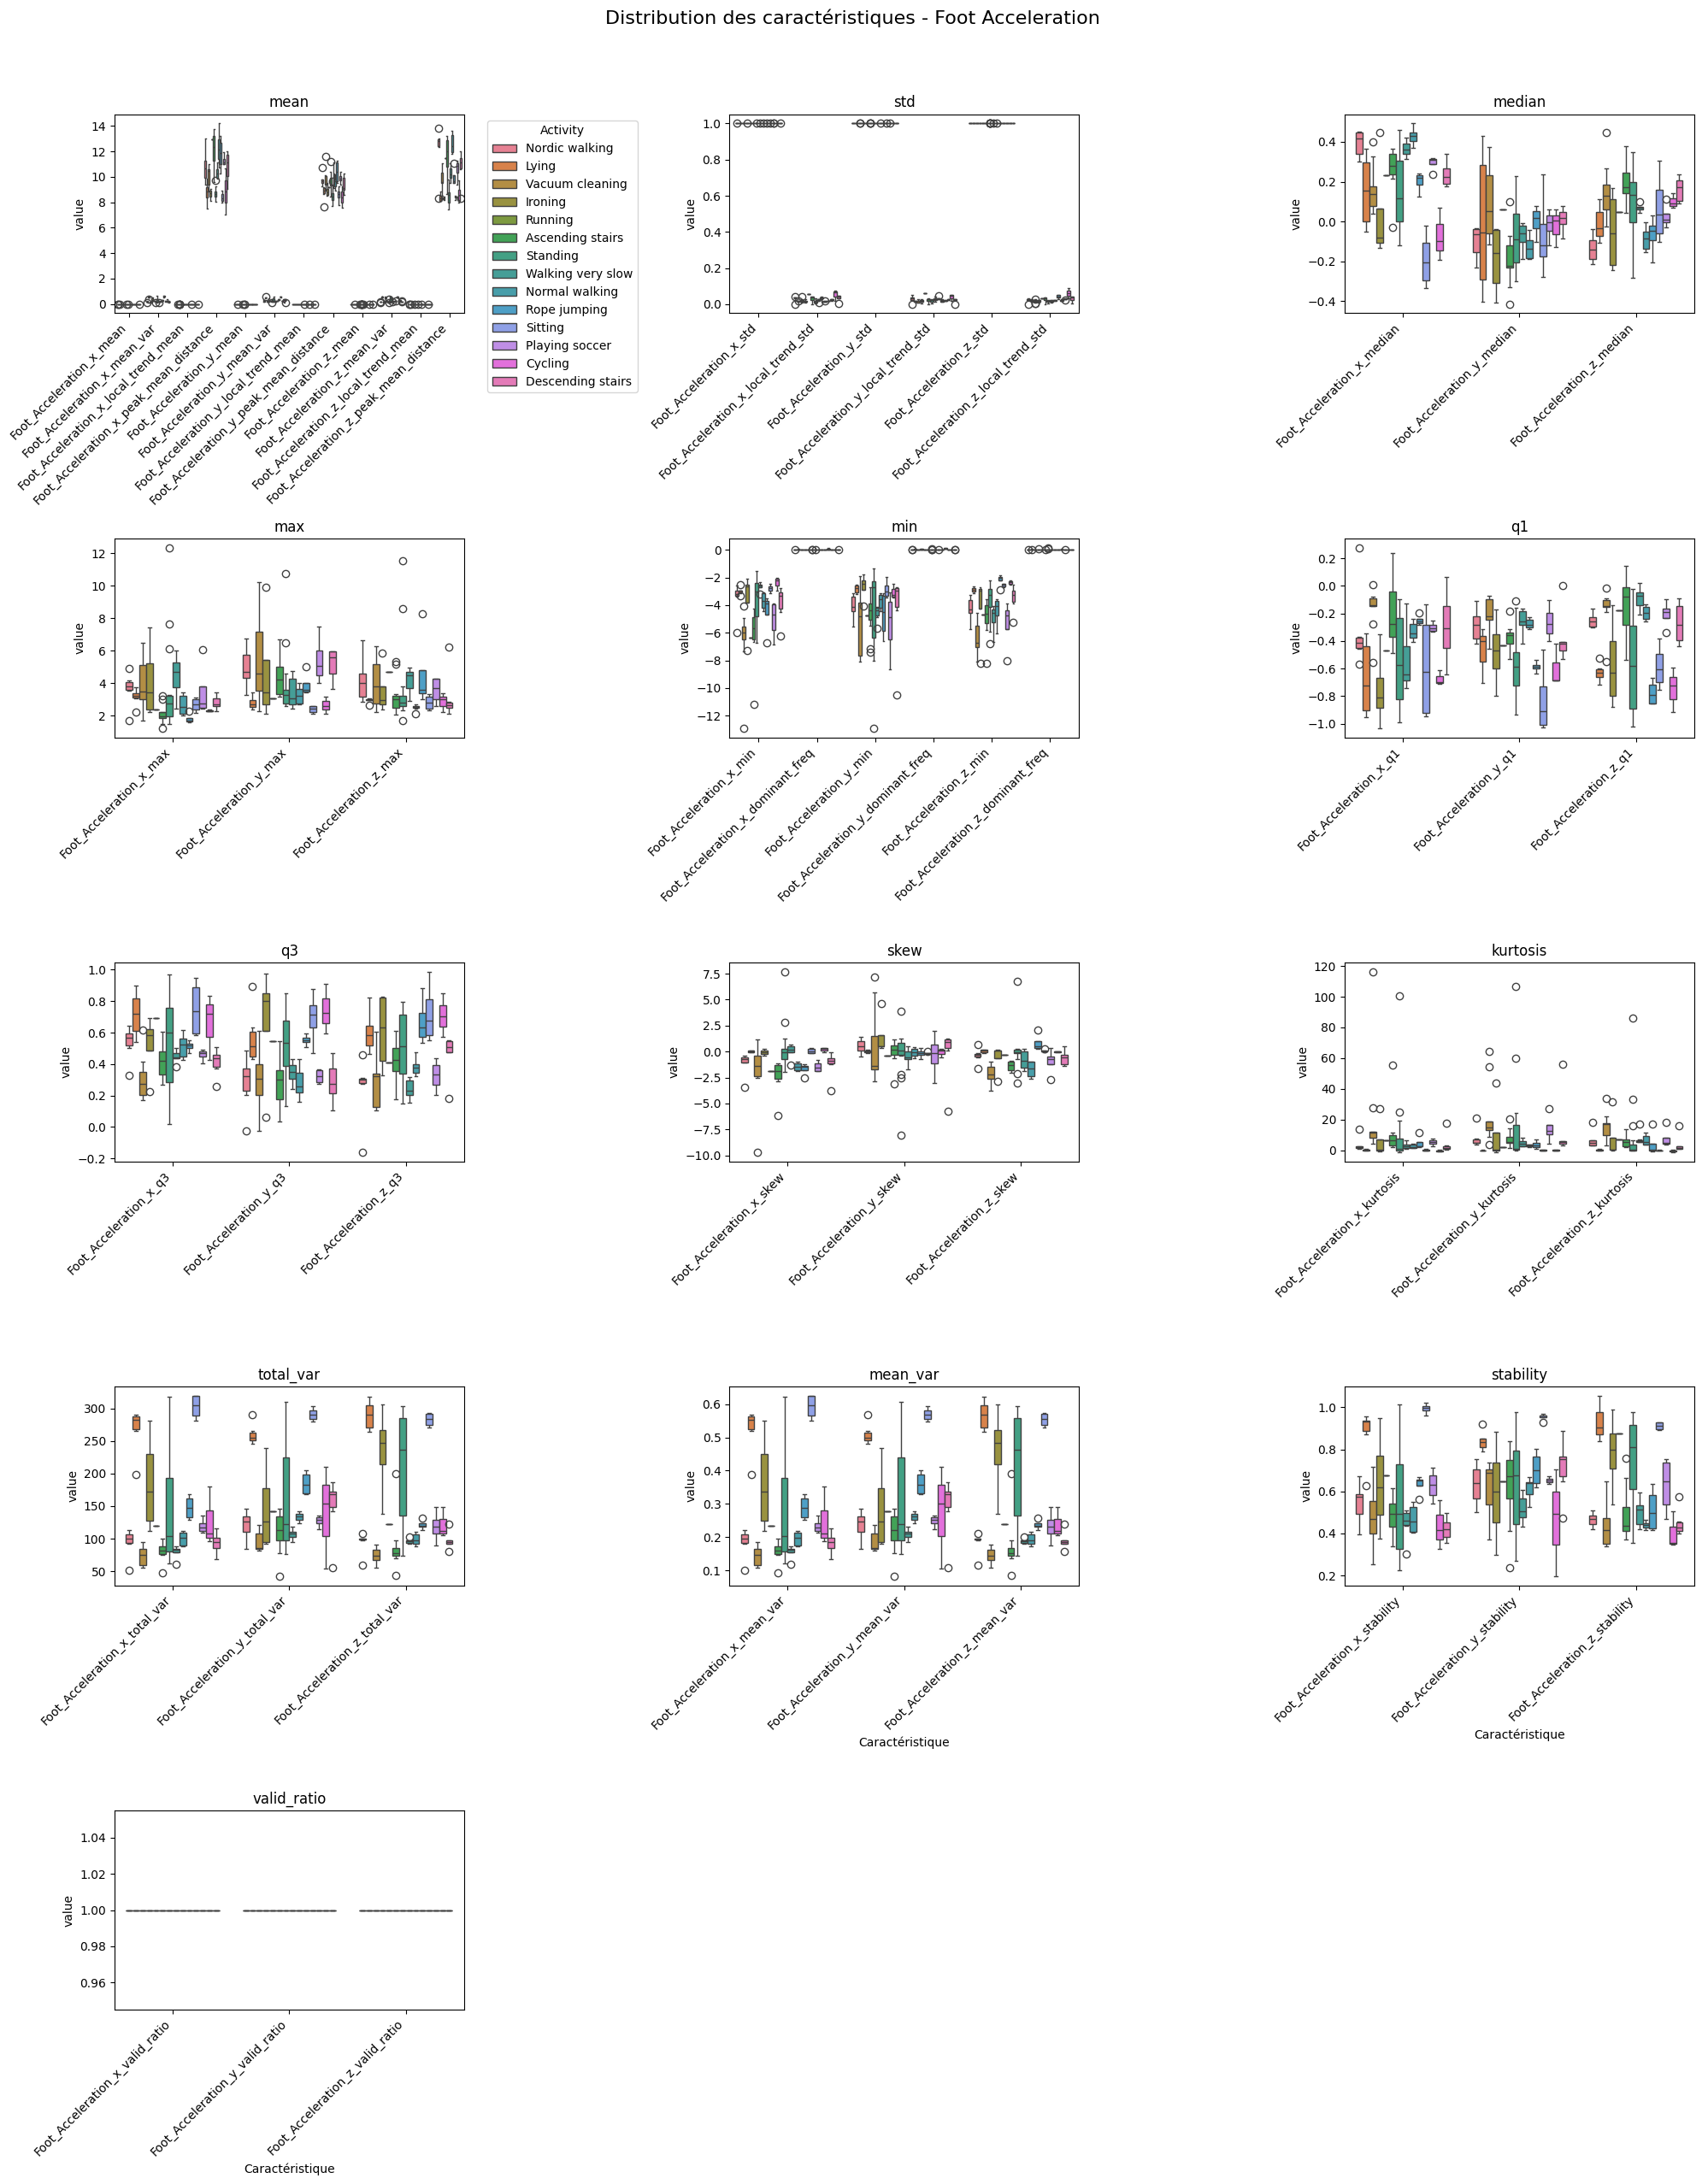 Distribution des caractéristiques - Foot Acceleration
mean
value
14
12
10
8
6
4
2
0
Foot_Acceleration_x_mean
Foot_Acceleration_x_mean_var
Foot_Acceleration_x_local_trend_mean
Foot_Acceleration_x_peak_mean_distance
Foot_Acceleration_y_mean
Foot_Acceleration_y_mean_var
Foot_Acceleration_y_local_trend_mean
Foot_Acceleration_y_peak_mean_distance
Foot_Acceleration_z_mean
Foot_Acceleration_z_mean_var
Foot_Acceleration_z_local_trend_mean
Foot_Acceleration_z_peak_mean_distance
Activity
Nordic walking
Lying
Vacuum cleaning
Ironing
Running
Ascending stairs
Standing
Walking very slow
Normal walking
Rope jumping
Sitting
Playing soccer
Cycling
Descending stairs
std
value
1.0
0.8
0.6
0.4
0.2
0.0
Foot_Acceleration_x_std
Foot_Acceleration_x_local_trend_std
Foot_Acceleration_y_std
Foot_Acceleration_y_local_trend_std
Foot_Acceleration_z_std
Foot_Acceleration_z_local_trend_std
median
value
0.4
0.2
0.0
−0.2
−0.4
Foot_Acceleration_x_median
Foot_Acceleration_y_median
Foot_Acceleration_z_median
max
value
12
10
8
6
4
2
Foot_Acceleration_x_max
Foot_Acceleration_y_max
Foot_Acceleration_z_max
min
value
0
−2
−4
−6
−8
−10
−12
Foot_Acceleration_x_min
Foot_Acceleration_x_dominant_freq
Foot_Acceleration_y_min
Foot_Acceleration_y_dominant_freq
Foot_Acceleration_z_min
Foot_Acceleration_z_dominant_freq
q1
value
0.2
0.0
−0.2
−0.4
−0.6
−0.8
−1.0
Foot_Acceleration_x_q1
Foot_Acceleration_y_q1
Foot_Acceleration_z_q1
q3
value
1.0
0.8
0.6
0.4
0.2
0.0
−0.2
Foot_Acceleration_x_q3
Foot_Acceleration_y_q3
Foot_Acceleration_z_q3
skew
value
7.5
5.0
2.5
0.0
−2.5
−5.0
−7.5
−10.0
Foot_Acceleration_x_skew
Foot_Acceleration_y_skew
Foot_Acceleration_z_skew
kurtosis
value
120
100
80
60
40
20
0
Foot_Acceleration_x_kurtosis
Foot_Acceleration_y_kurtosis
Foot_Acceleration_z_kurtosis
total_var
value
300
250
200
150
100
50
Foot_Acceleration_x_total_var
Foot_Acceleration_y_total_var
Foot_Acceleration_z_total_var
mean_var
value
0.6
0.5
0.4
0.3
0.2
0.1
Foot_Acceleration_x_mean_var
Foot_Acceleration_y_mean_var
Foot_Acceleration_z_mean_var
Caractéristique
stability
value
1.0
0.8
0.6
0.4
0.2
Foot_Acceleration_x_stability
Foot_Acceleration_y_stability
Foot_Acceleration_z_stability
Caractéristique
valid_ratio
value
1.04
1.02
1.00
0.98
0.96
Foot_Acceleration_x_valid_ratio
Foot_Acceleration_y_valid_ratio
Foot_Acceleration_z_valid_ratio
Caractéristique